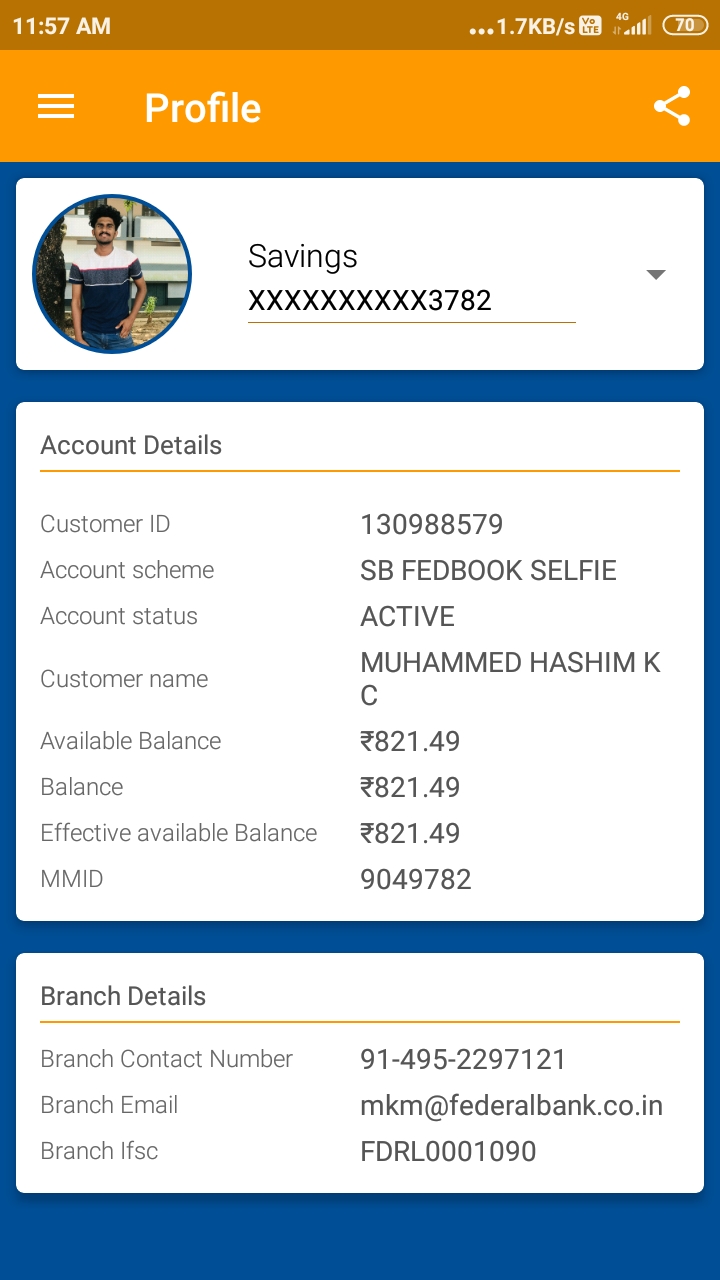 11:57 AM ...1.7KB/s Vo LTE 4G 70
Profile
Savings
XXXXXXXXXX3782
Account Details
Customer ID 130988579
Account scheme SB FEDBOOK SELFIE
Account status ACTIVE
Customer name MUHAMMED HASHIM K
C
Available Balance ₹821.49
Balance ₹821.49
Effective available Balance ₹821.49
MMID 9049782
Branch Details
Branch Contact Number 91-495-2297121
Branch Email mkm@federalbank.co.in
Branch Ifsc FDRL0001090